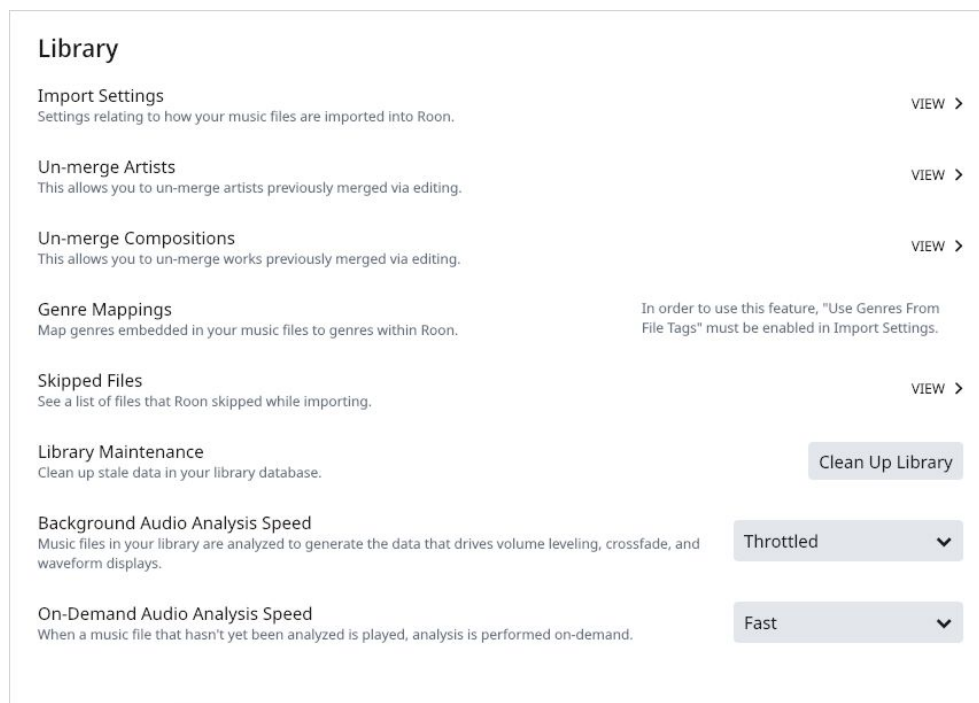 Library
Import Settings
VIEW
Settings relating to how your music files are imported into Roon.
Un-merge Artists
VIEW
This allows you to un-merge artists previously merged via editing.
Un-merge Compositions
VIEW
This allows you to un-merge works previously merged via editing.
Genre Mappings
Map genres embedded in your music files to genres within Roon.
In order to use this feature, "Use Genres From
File Tags" must be enabled in Import Settings.
Skipped Files
VIEW
See a list of files that Roon skipped while importing.
Library Maintenance
Clean up stale data in your library database.
Clean Up Library
Background Audio Analysis Speed
Music files in your library are analyzed to generate the data that drives volume leveling, crossfade, and
waveform displays.
Throttled
On-Demand Audio Analysis Speed
When a music file that hasn't yet been analyzed is played, analysis is performed on-demand.
Fast